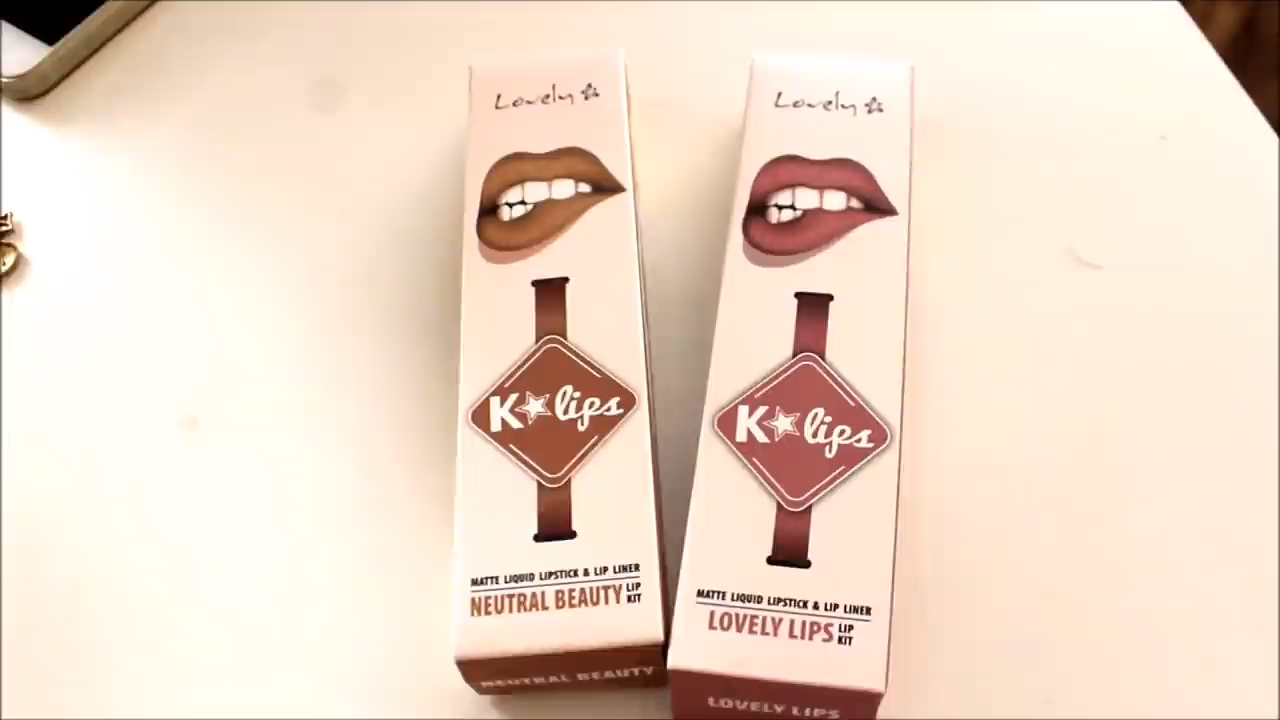 Lovely
K lips
MATTE LIQUID LIPSTICK & LIP LINER
NEUTRAL BEAUTY LIP KIT
NEUTRAL BEAUTY
Lovely
K lips
MATTE LIQUID LIPSTICK & LIP LINER
LOVELY LIPS LIP KIT
LOVELY LIPS